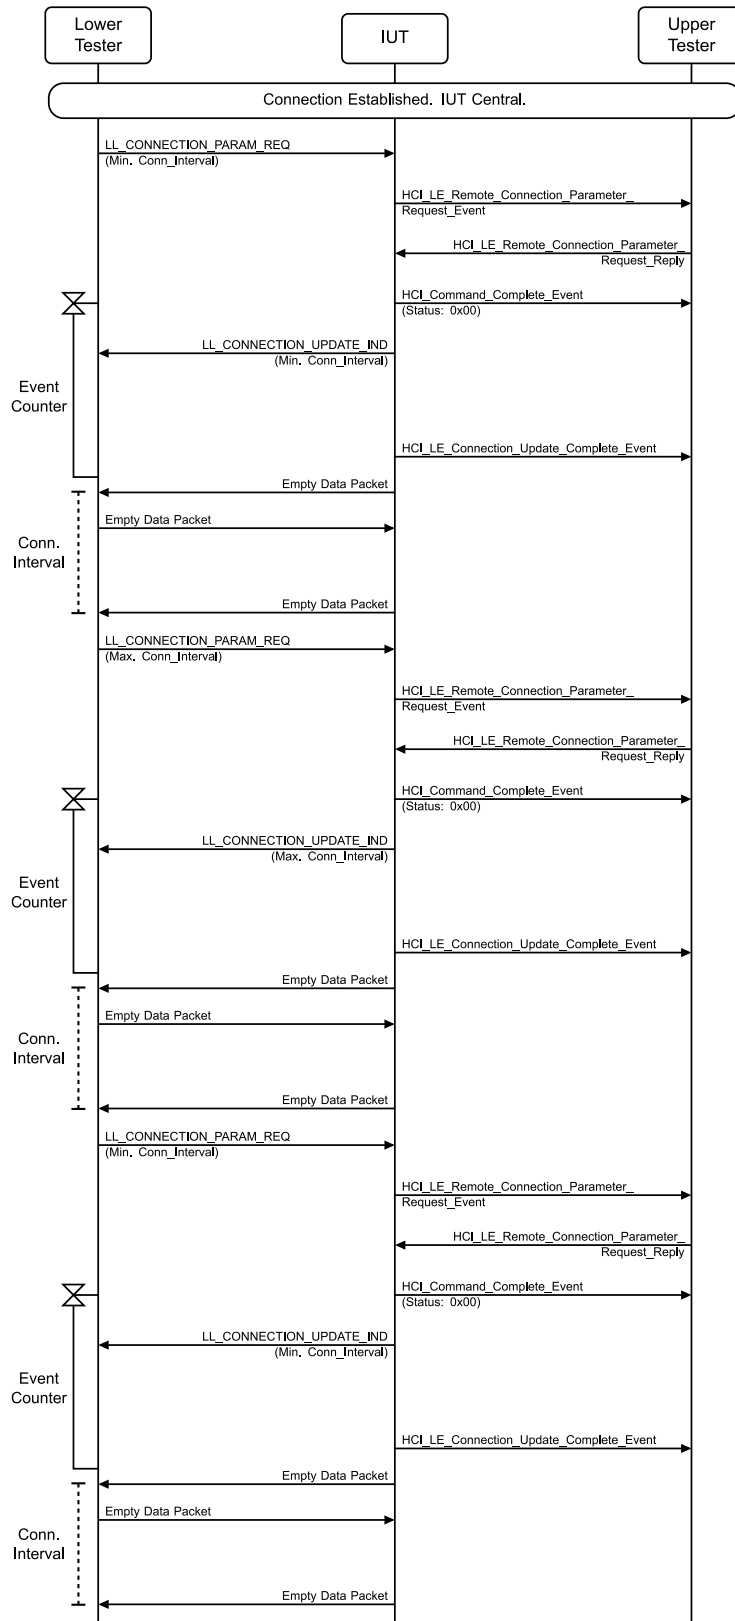 Lower
Tester
IUT
Upper
Tester
Connection Established. IUT Central.
LL_CONNECTION_PARAM_REQ
(Min. Conn_Interval)
HCI_LE_Remote_Connection_Parameter_
Request_Event
HCI_LE_Remote_Connection_Parameter_
Request_Reply
HCI_Command_Complete_Event
(Status: 0x00)
LL_CONNECTION_UPDATE_IND
(Min. Conn_Interval)
Event
Counter
HCI_LE_Connection_Update_Complete_Event
Empty Data Packet
Empty Data Packet
Conn.
Interval
Empty Data Packet
LL_CONNECTION_PARAM_REQ
(Max. Conn_Interval)
HCI_LE_Remote_Connection_Parameter_
Request_Event
HCI_LE_Remote_Connection_Parameter_
Request_Reply
HCI_Command_Complete_Event
(Status: 0x00)
LL_CONNECTION_UPDATE_IND
(Max. Conn_Interval)
Event
Counter
HCI_LE_Connection_Update_Complete_Event
Empty Data Packet
Empty Data Packet
Conn.
Interval
Empty Data Packet
LL_CONNECTION_PARAM_REQ
(Min. Conn_Interval)
HCI_LE_Remote_Connection_Parameter_
Request_Event
HCI_LE_Remote_Connection_Parameter_
Request_Reply
HCI_Command_Complete_Event
(Status: 0x00)
LL_CONNECTION_UPDATE_IND
(Min. Conn_Interval)
Event
Counter
HCI_LE_Connection_Update_Complete_Event
Empty Data Packet
Empty Data Packet
Conn.
Interval
Empty Data Packet